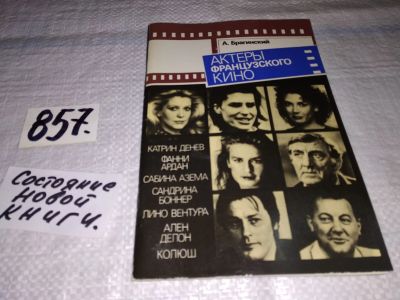 857.
Состояние
новой
книги.
А. Брагинский
АКТЕРЫ
ФРАНЦУЗСКОГО
КИНО
КАТРИН ДЕНЕВ
ФАННИ
АРДАН
САБИНА АЗЕМА
САНДРИНА
БОННЕР
ЛИНО ВЕНТУРА
АЛЕН
ДЕЛОН
КОЛЮШ